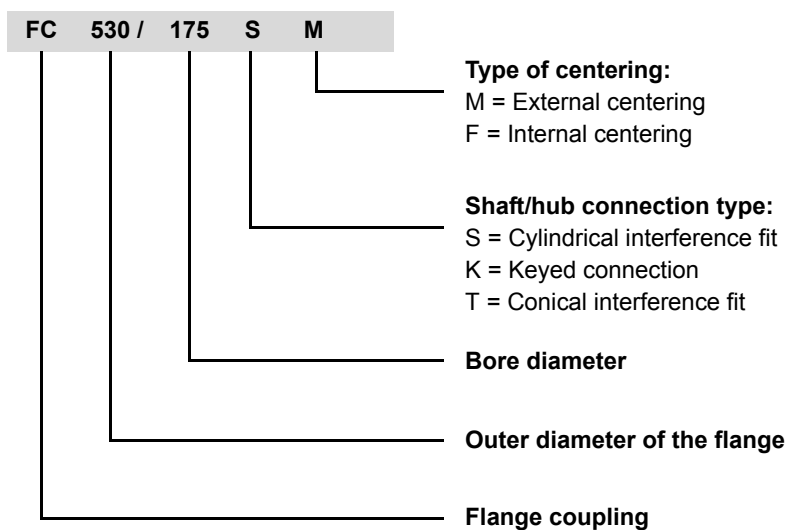 FC 530 / 175 S M
Type of centering:
M = External centering
F = Internal centering
Shaft/hub connection type:
S = Cylindrical interference fit
K = Keyed connection
T = Conical interference fit
Bore diameter
Outer diameter of the flange
Flange coupling